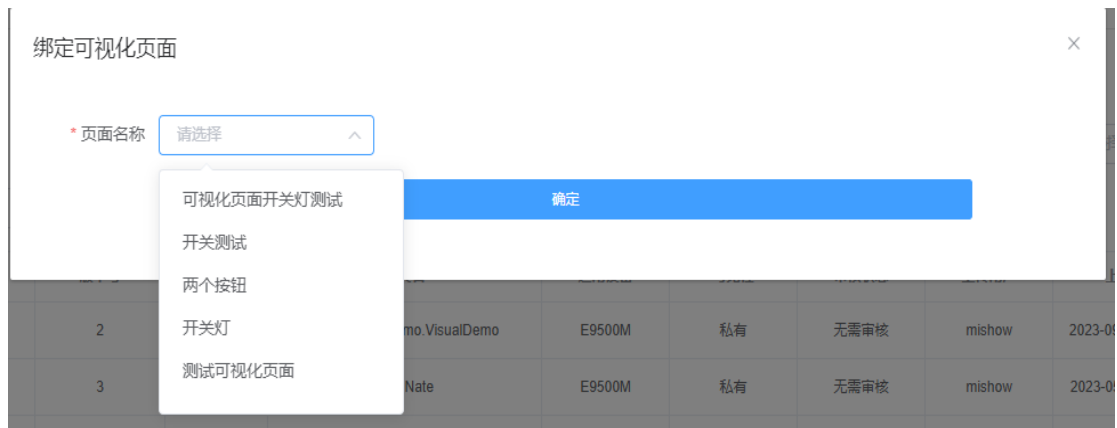 绑定可视化页面
* 页面名称 请选择
确定
可视化页面开关灯测试
开关测试
两个按钮
开关灯
测试可视化页面
2 mo.VisualDemo E9500M 私有 无需审核 mishow 2023-09
3 Nate E9500M 私有 无需审核 mishow 2023-05